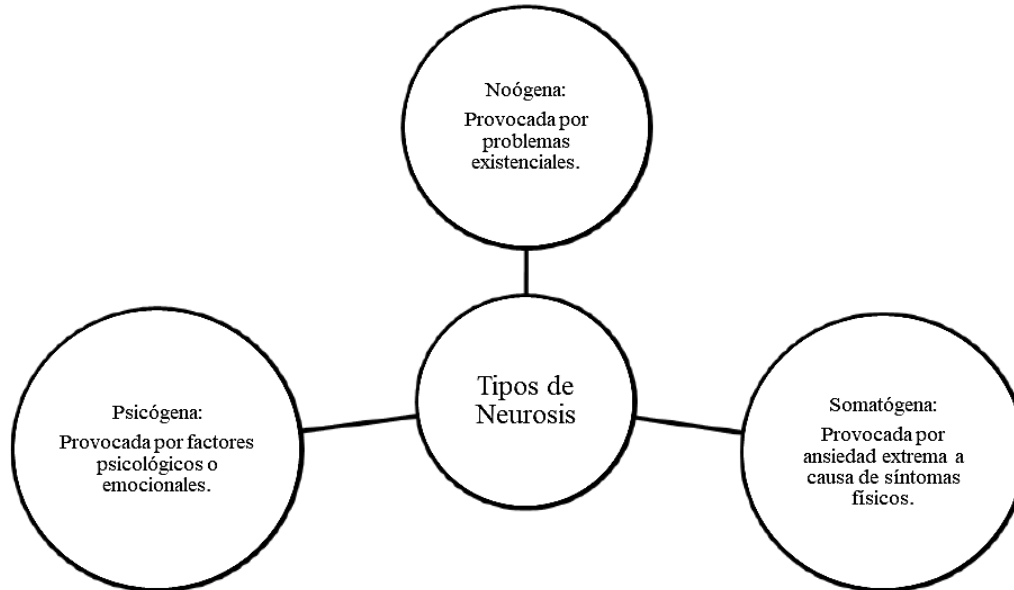 Noógena:
Provocada por
problemas
existenciales.
Tipos de
Neurosis
Psicógena:
Provocada por factores
psicológicos o
emocionales.
Somatógena:
Provocada por
ansiedad extrema a
causa de síntomas
físicos.